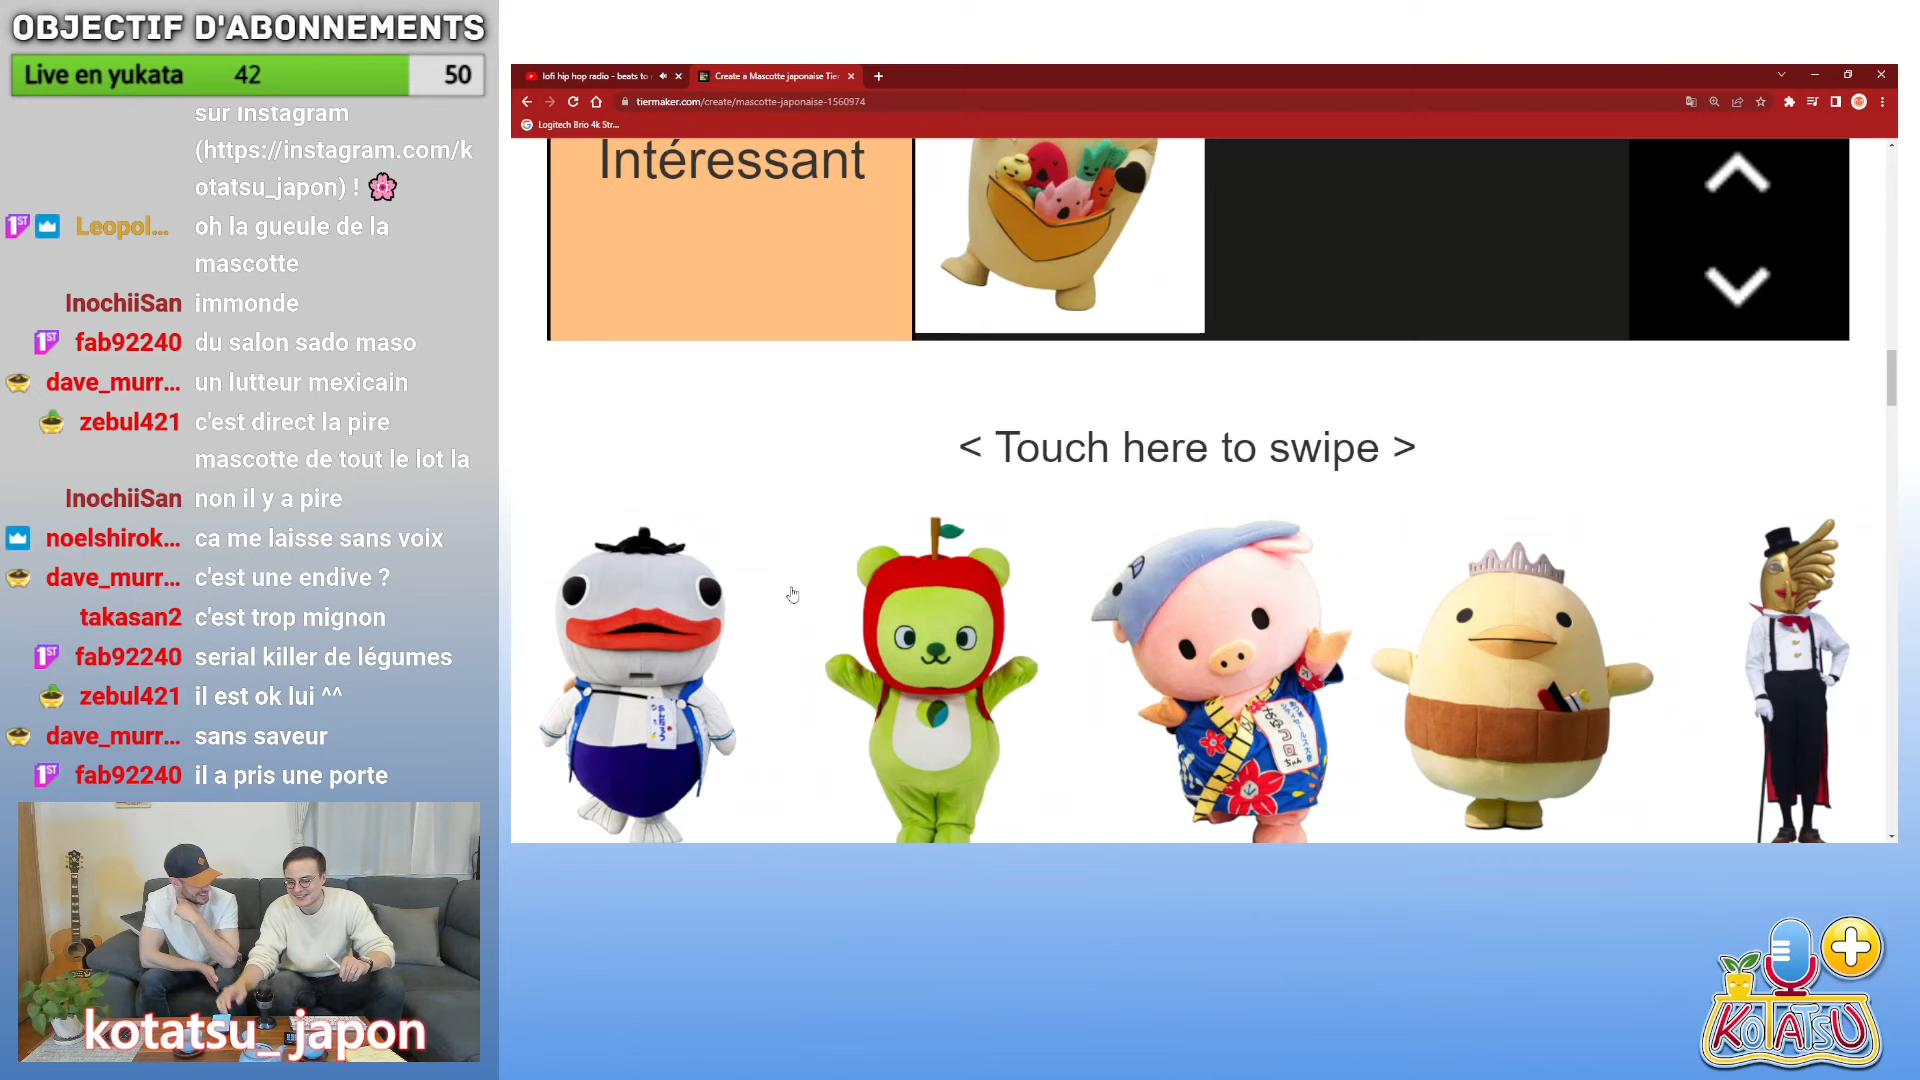 OBJECTIF D'ABONNEMENTS
Live en yukata 42 50
sur Instagram
(https://instagram.com/k
otatsu_japon) ! 🌸
Leopol... oh la gueule de la
mascotte
InochiiSan immonde
fab92240 du salon sado maso
dave_murr... un lutteur mexicain
zebul421 c'est direct la pire
mascotte de tout le lot la
InochiiSan non il y a pire
noelshirok... ca me laisse sans voix
dave_murr... c'est une endive ?
takasan2 c'est trop mignon
fab92240 serial killer de légumes
zebul421 il est ok lui ^^
dave_murr... sans saveur
fab92240 il a pris une porte
kotatsu_japon
lofi hip hop radio - beats to
Create a Mascotte japonaise Tie
tiermaker.com/create/mascotte-japonaise-1560974
Logitech Brio 4k Str...
Intéressant
< Touch here to swipe >
KOTATSU